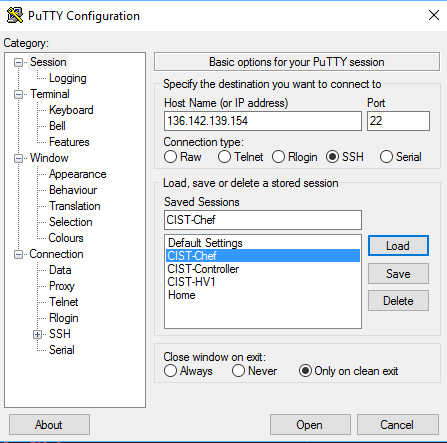 PuTTY Configuration
Category:
Session
Logging
Terminal
Keyboard
Bell
Features
Window
Appearance
Behaviour
Translation
Selection
Colours
Connection
Data
Proxy
Telnet
Rlogin
SSH
Serial
Basic options for your PuTTY session
Specify the destination you want to connect to
Host Name (or IP address) Port
136.142.139.154 22
Connection type:
Raw Telnet Rlogin SSH Serial
Load, save or delete a stored session
Saved Sessions
CIST-Chef
Default Settings
CIST-Chef
CIST-Controller
CIST-HV1
Home
Load
Save
Delete
Close window on exit:
Always Never Only on clean exit
About Open Cancel